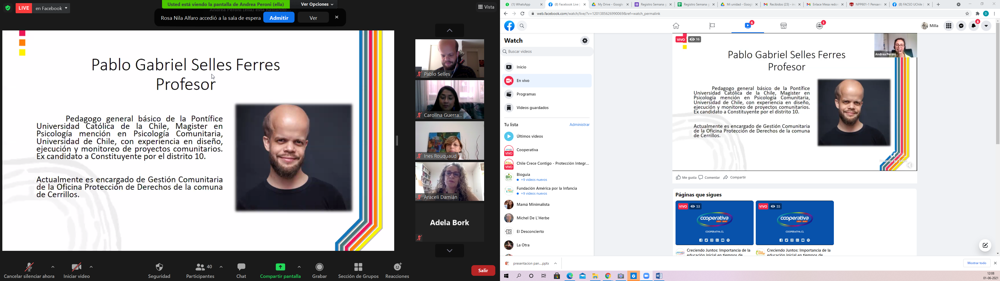 LIVE en Facebook
Usted está viendo la pantalla de Andrea Peroni (ella)
Ver Opciones
Andrea Peroni (ella) está hablando...
Rosa Nila Alfaro accedió a la sala de espera
Admitir
Ver
Vista
Pablo Gabriel Selles Ferres
Profesor
Pedagogo general básico de la Pontífice
Universidad Católica de la Chile, Magister en
Psicología mención en Psicología Comunitaria,
Universidad de Chile, con experiencia en diseño,
ejecución y monitoreo de proyectos comunitarios.
Ex candidato a Constituyente por el distrito 10.
Actualmente es encargado de Gestión Comunitaria
de la Oficina Protección de Derechos de la comuna
de Cerrillos.
Pablo Selles
Carolina Guerra...
Ines Rouquaud
Araceli Damián
Adela Bork
Cancelar silenciar ahora
Iniciar video
Seguridad
Participantes
40
Chat
Compartir pantalla
Grabar
Sección de Grupos
Reacciones
Salir
(1) WhatsApp
(8) Facebook Live |
My Drive - Google
Registro Semana g
Registro Semana g
Mi unidad - Google
Recibidos (23) - in
Enlace Mesa redon
NPP601-1 Pensam
(8) FACSO UChile |
web.facebook.com/watch/live/?v=1201385626990069&ref=watch_permalink
6
1
Milla
8
Watch
Buscar videos
Inicio
En vivo
Programas
Videos guardados
Tu lista
Administrar
Últimos videos
Cooperativa
VIVO
Chile Crece Contigo - Protección Integr...
VIVO
Bioguia
+9 videos nuevos
Fundación América por la Infancia
+9 videos nuevos
Mamá Minimalista
Michel De L'Herbe
El Desconcierto
La Otra
VIVO 16
Andrea Peroni...
Pablo Gabriel Selles Ferres
Profesor
Pedagogo general básico de la Pontífice
Universidad Católica de la Chile, Magister en
Psicología mención en Psicología Comunitaria,
Universidad de Chile, con experiencia en diseño,
ejecución y monitoreo de proyectos comunitarios.
Ex candidato a Constituyente por el distrito 10.
Actualmente es encargado de Gestión Comunitaria
de la Oficina Protección de Derechos de la comuna
de Cerrillos.
Powered by Zoom
Me gusta
Comentar
Compartir
Páginas que sigues
VIVO 53
cooperativa
COOPERATIVA.CL
Creciendo Juntos: Importancia de la
educación inicial en tiempos de
VIVO 55
cooperativa
COOPERATIVA.CL
Creciendo Juntos: Importancia de la
educación inicial en tiempos de
presentacion pan....pptx
Mostrar todo
12:08
01-06-2021